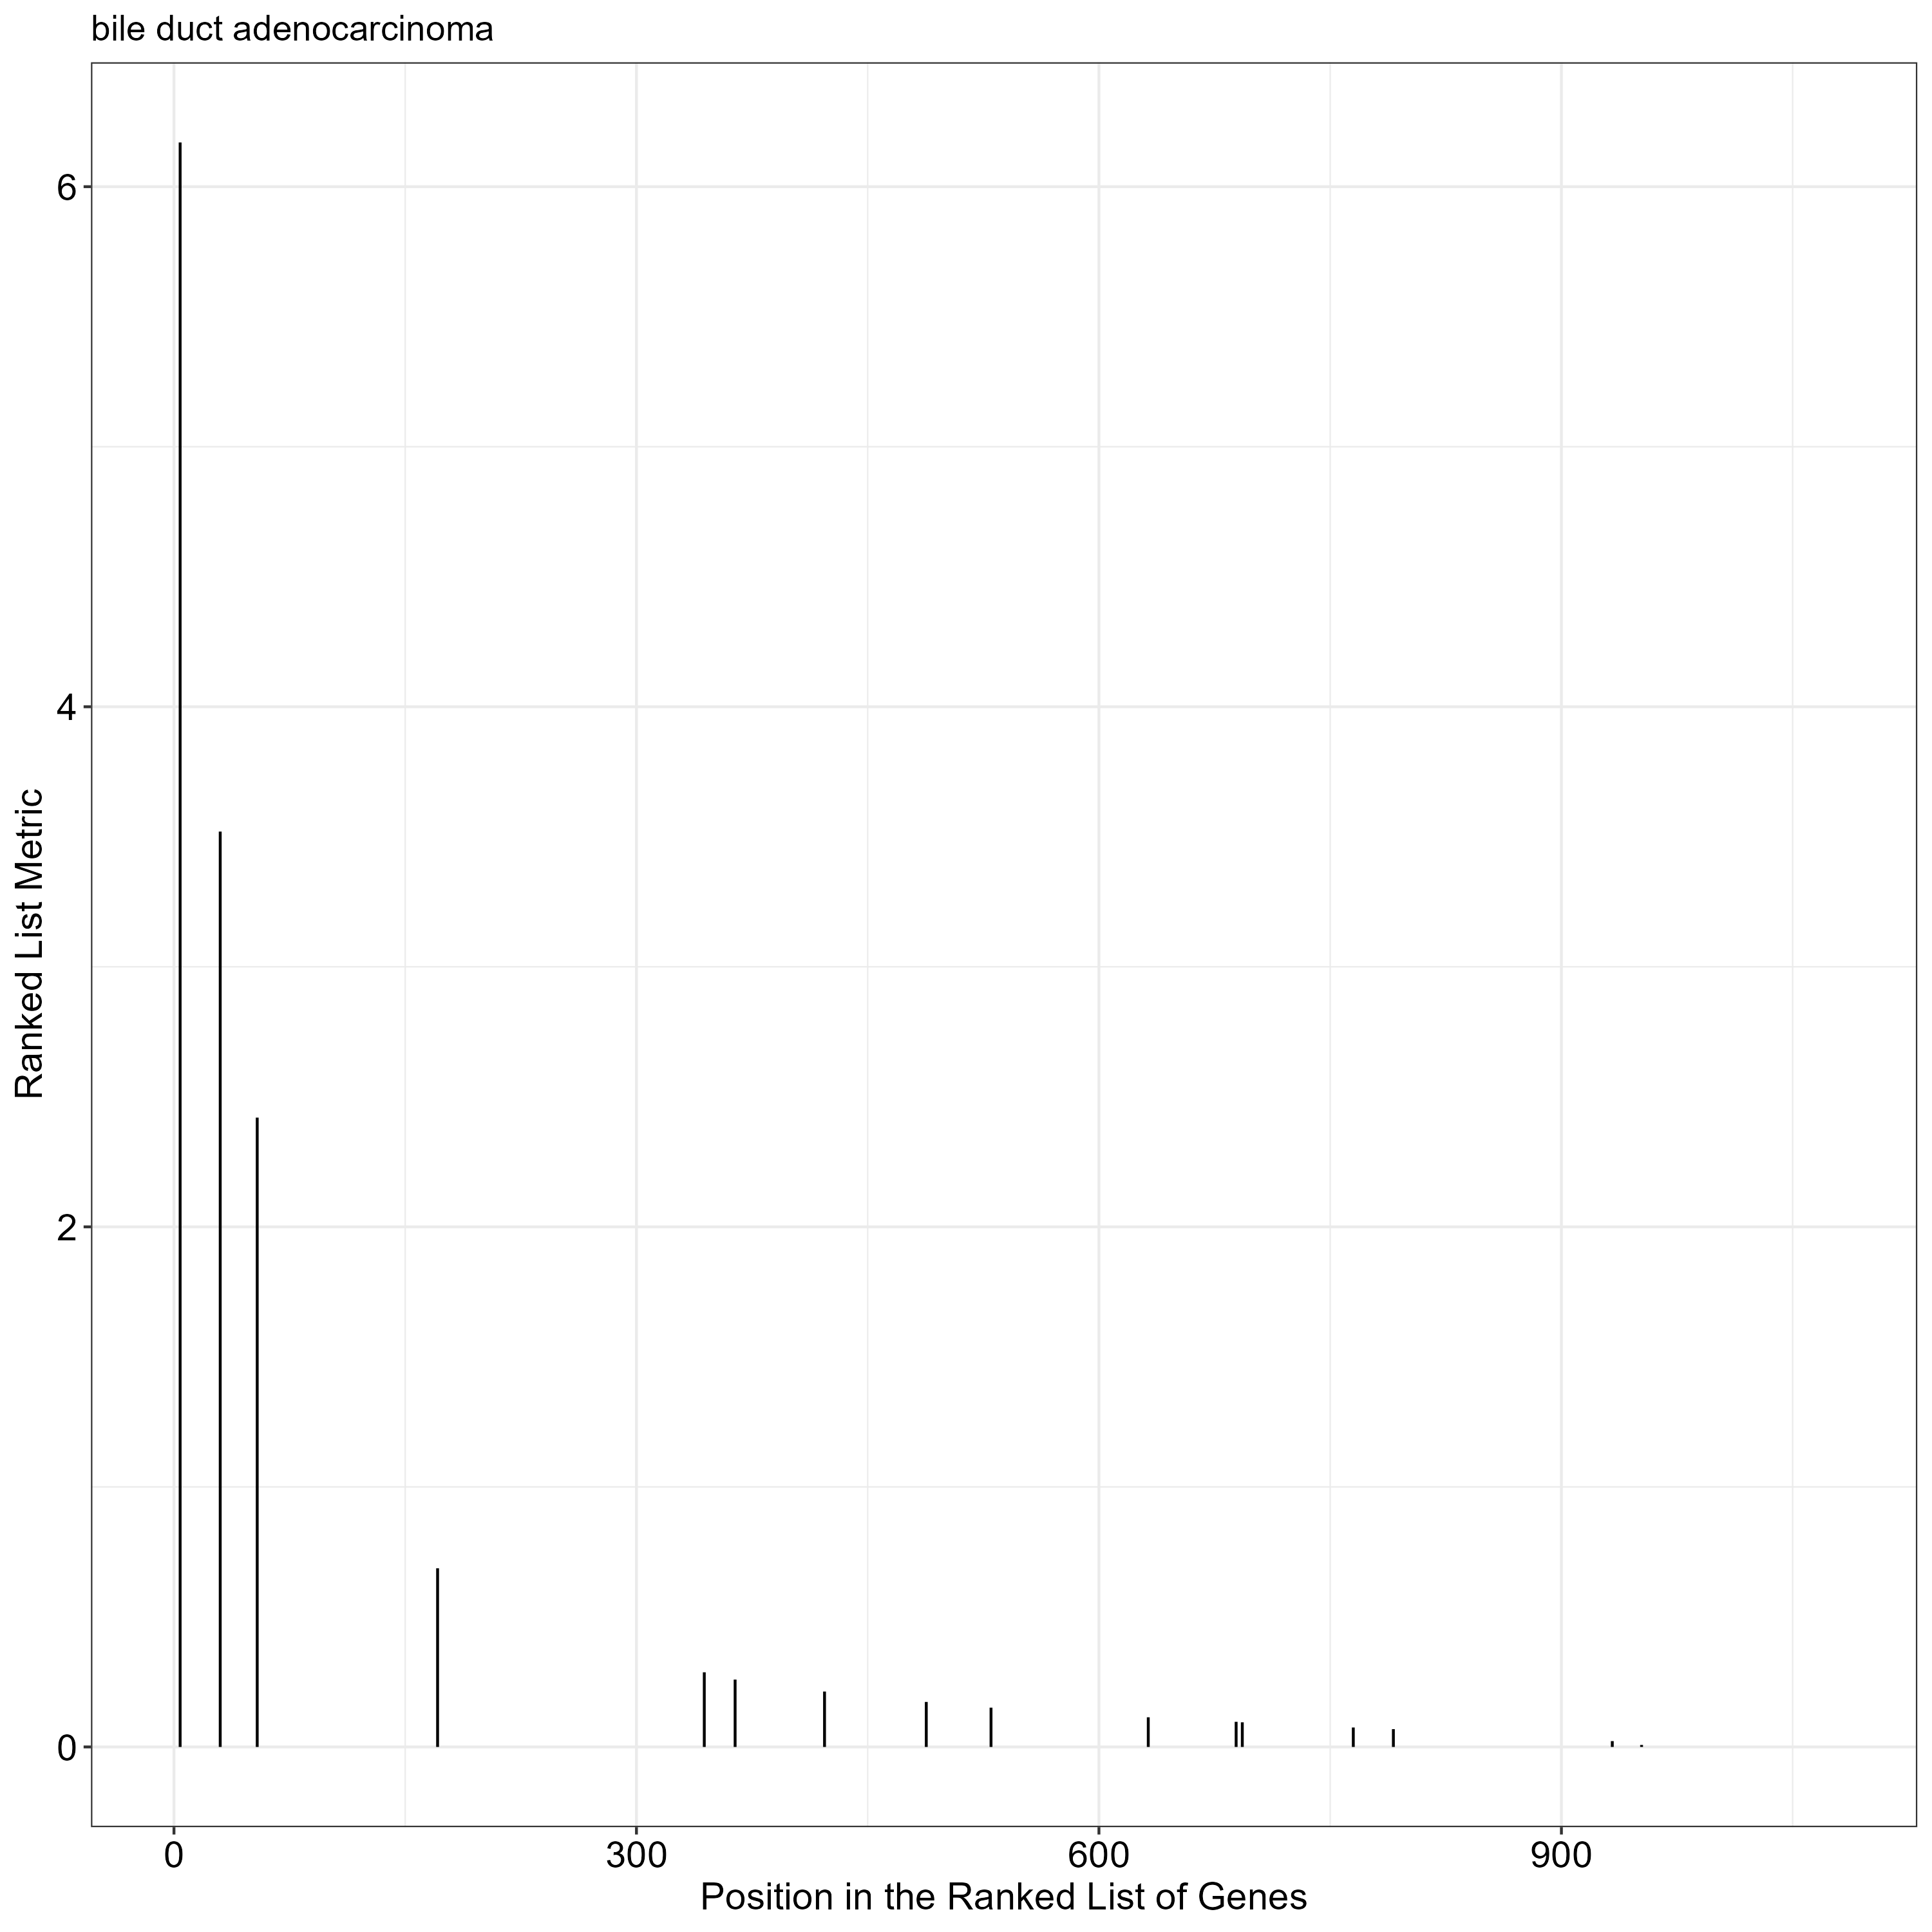 bile duct adenocarcinoma
6
4
2
0
Ranked List Metric
0 300 600 900
Position in the Ranked List of Genes